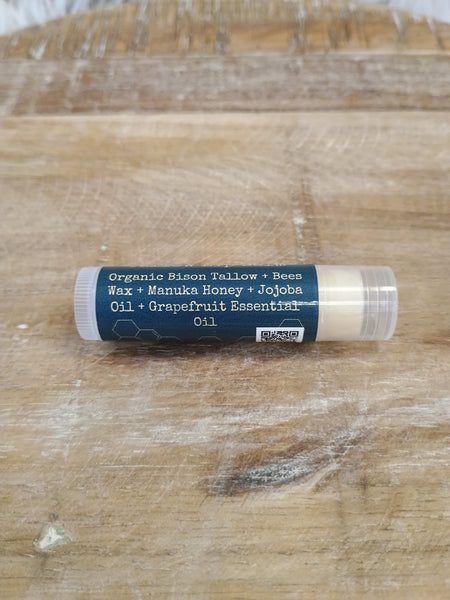 Organic Bison Tallow + Bees
Wax + Manuka Honey + Jojoba
Oil + Grapefruit Essential
Oil